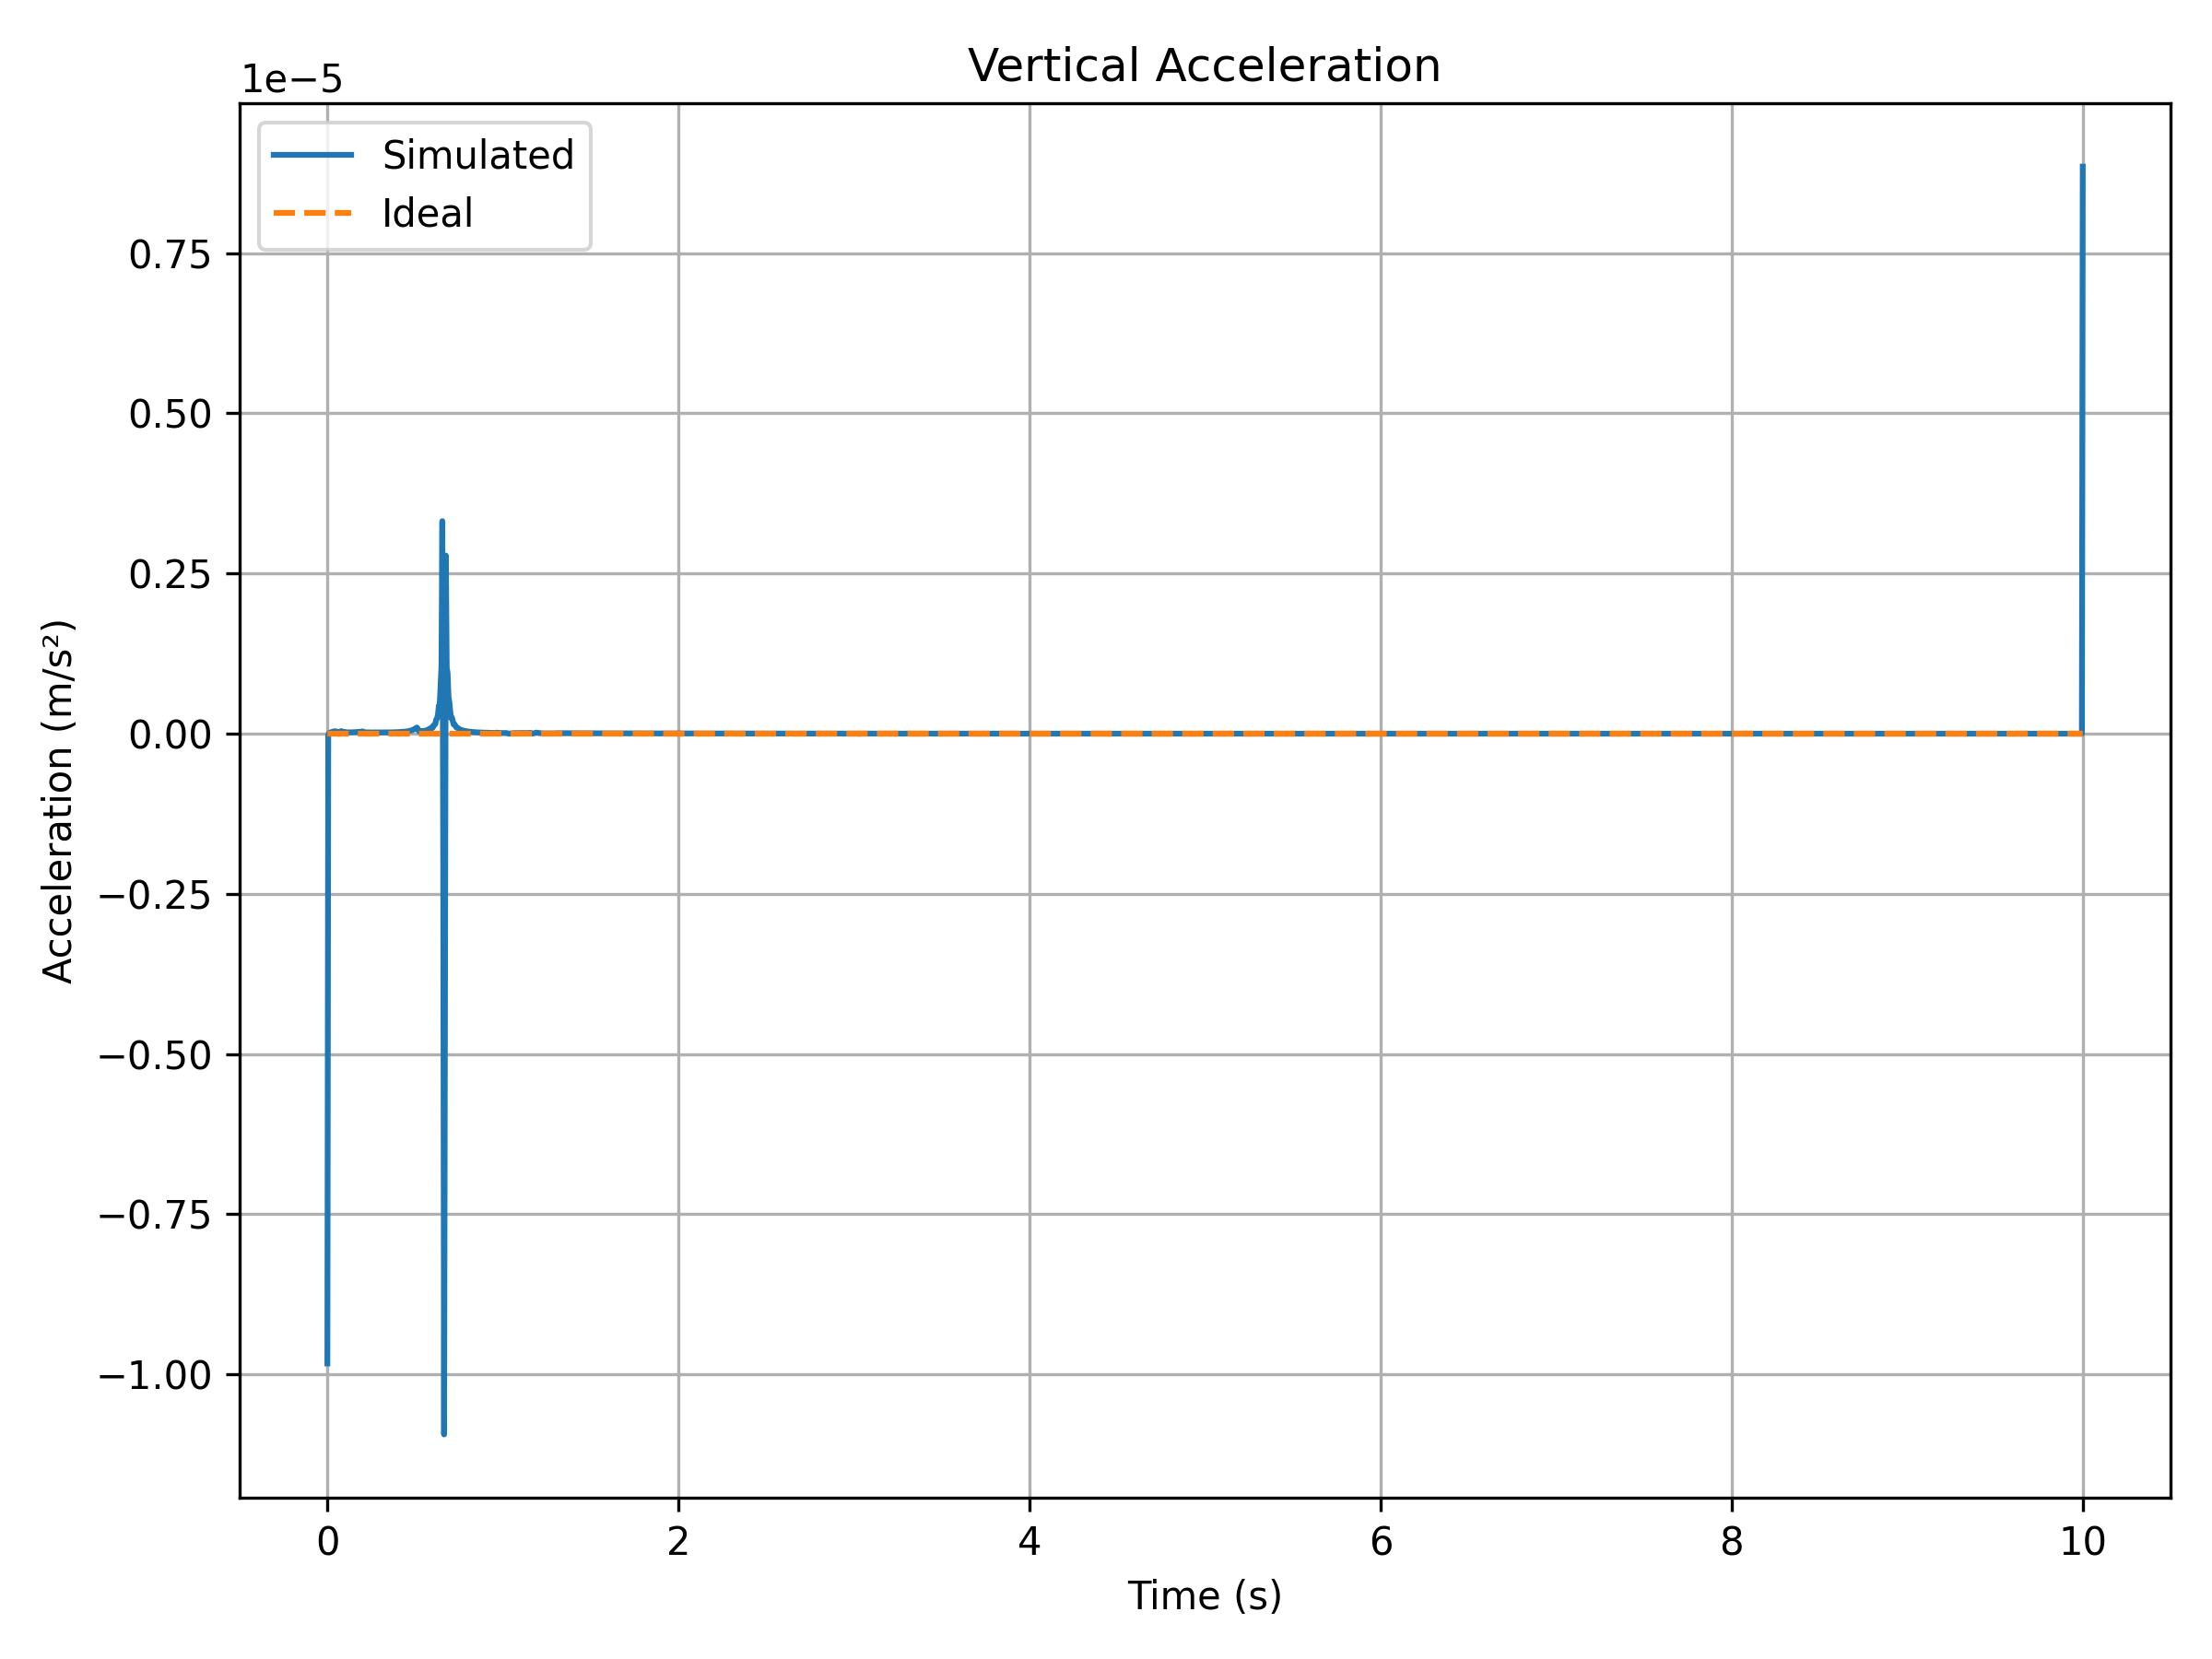 Vertical Acceleration
1e−5
Simulated
Ideal
0.75
0.50
0.25
0.00
−0.25
−0.50
−0.75
−1.00
Acceleration (m/s²)
0 2 4 6 8 10
Time (s)